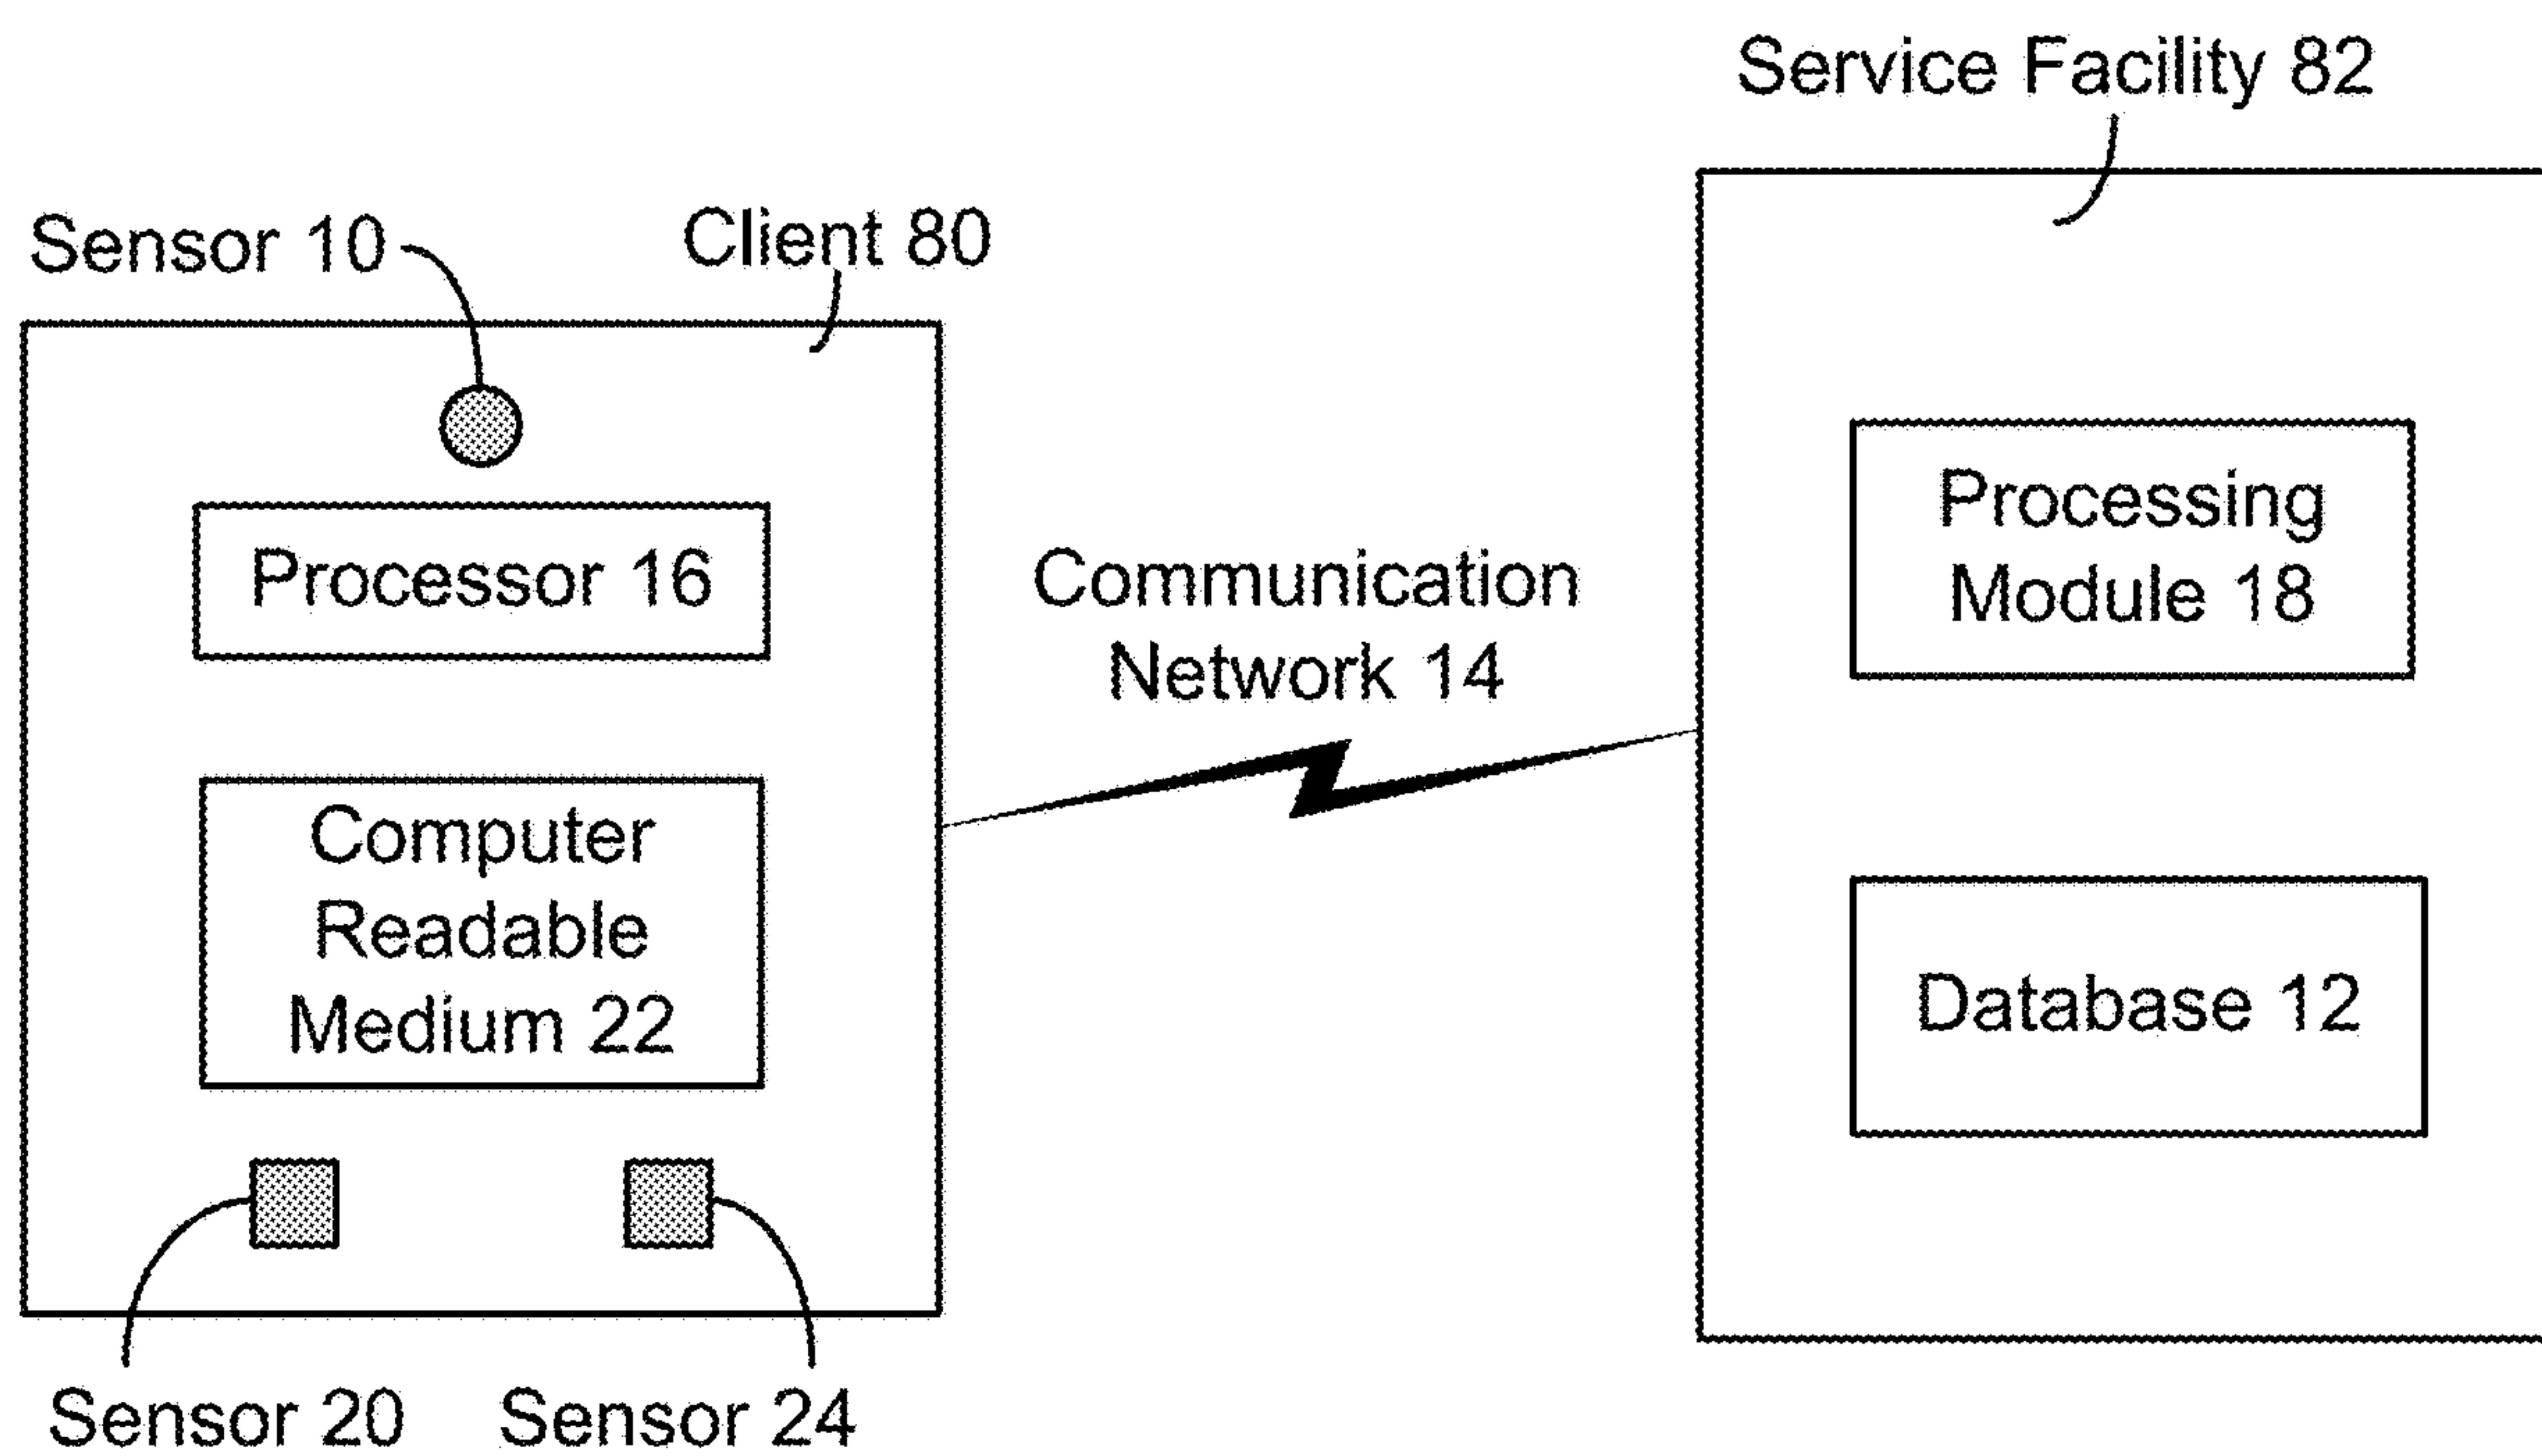 Service Facility 82
Sensor 10
Client 80
Processor 16
Computer
Readable
Medium 22
Sensor 20
Sensor 24
Communication
Network 14
Processing
Module 18
Database 12